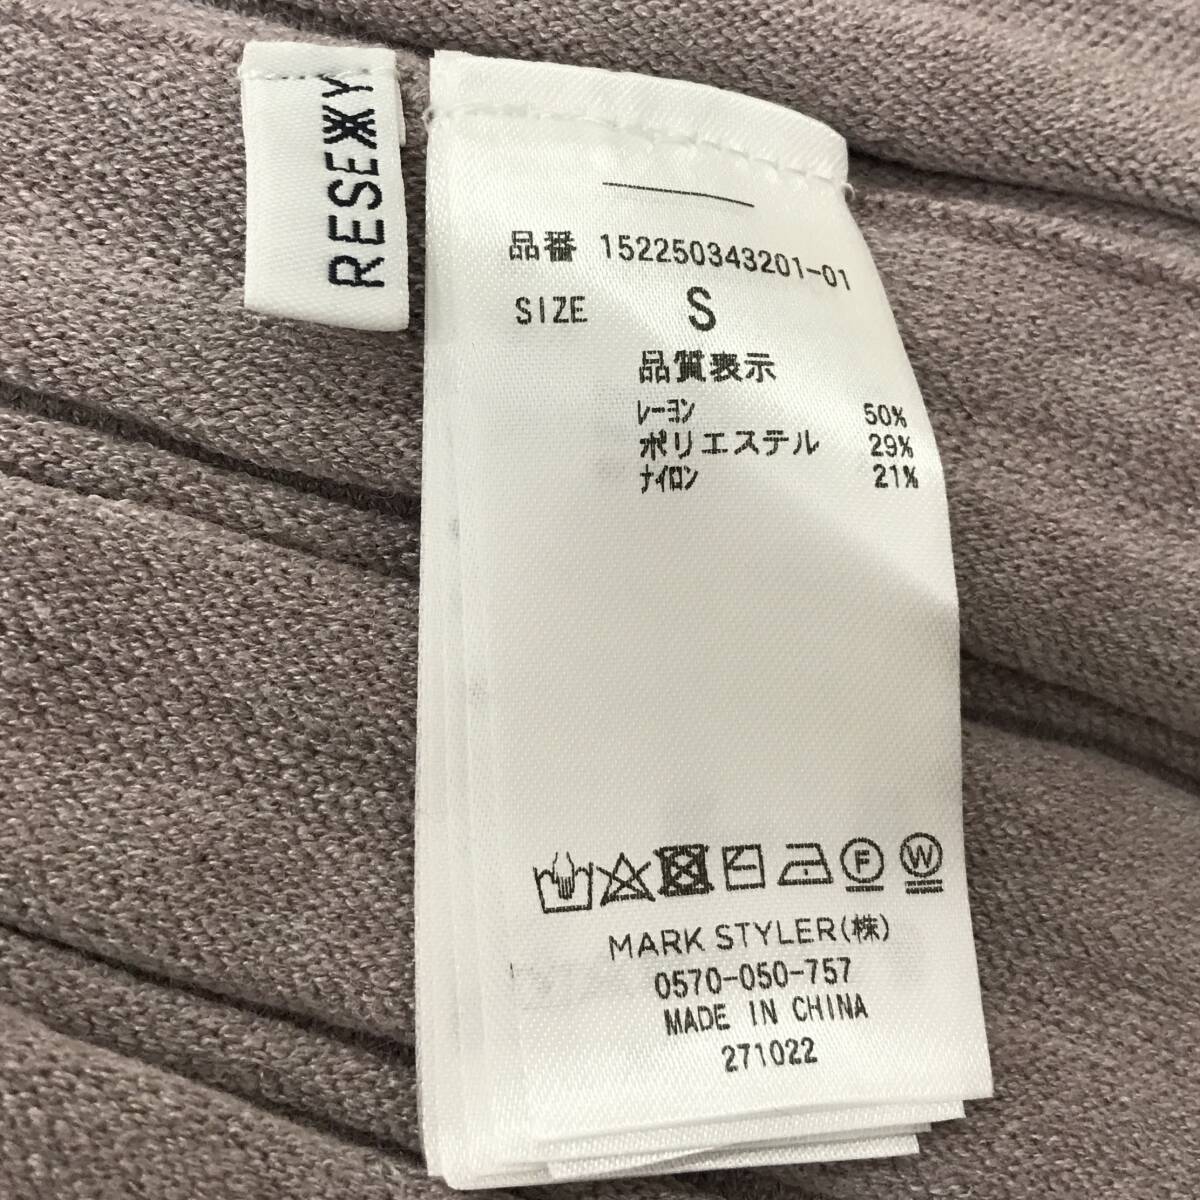 RESEXXY
品番 152250343201-01
SIZE S
品質表示
レーヨン 50%
ポリエステル 29%
ナイロン 21%
F W
MARK STYLER(株)
0570-050-757
MADE IN CHINA
271022